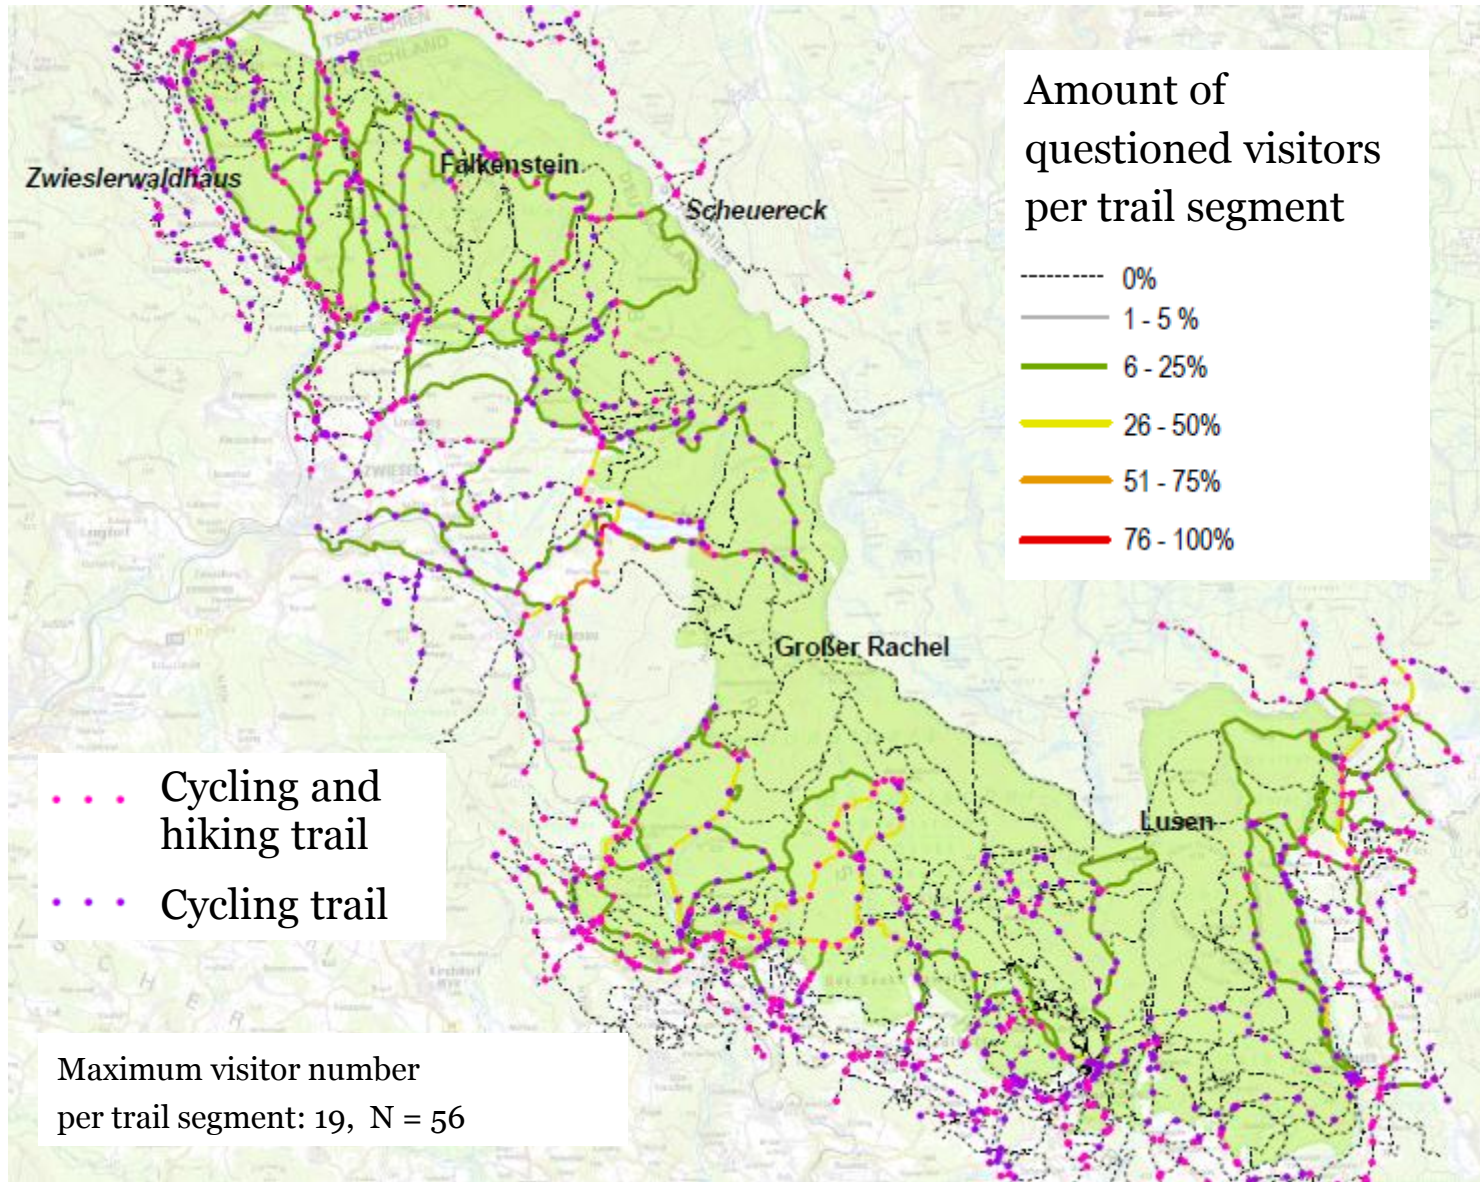 TSCHECHIEN
Amount of
questioned visitors
per trail segment
0%
1 - 5 %
6 - 25%
26 - 50%
51 - 75%
76 - 100%
Falkenstein
Zwieslerwaldhaus
Scheuereck
ZWIESEL
Großer Rachel
Lusen
Cycling and
hiking trail
Cycling trail
Maximum visitor number
per trail segment: 19, N = 56